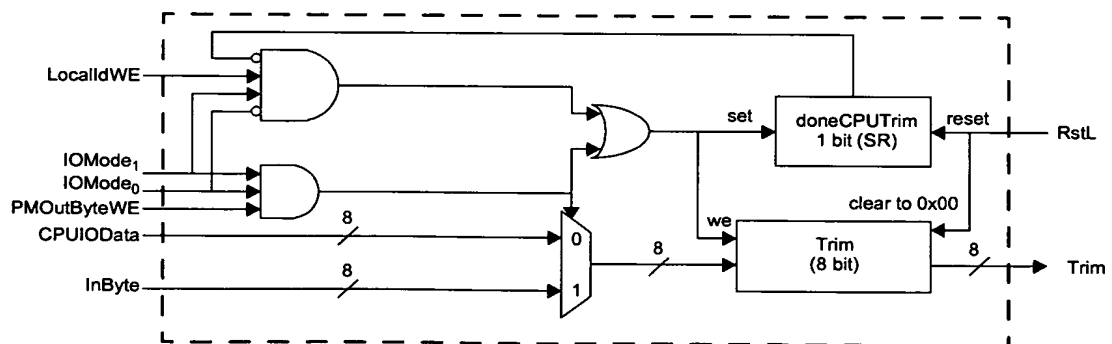 LocalIdWE
IOMode1
IOMode0
PMOutByteWE
CPUIOData
InByte
8
8
0
1
set
we
8
doneCPUTrim
1 bit (SR)
reset
RstL
clear to 0x00
Trim
(8 bit)
8
Trim